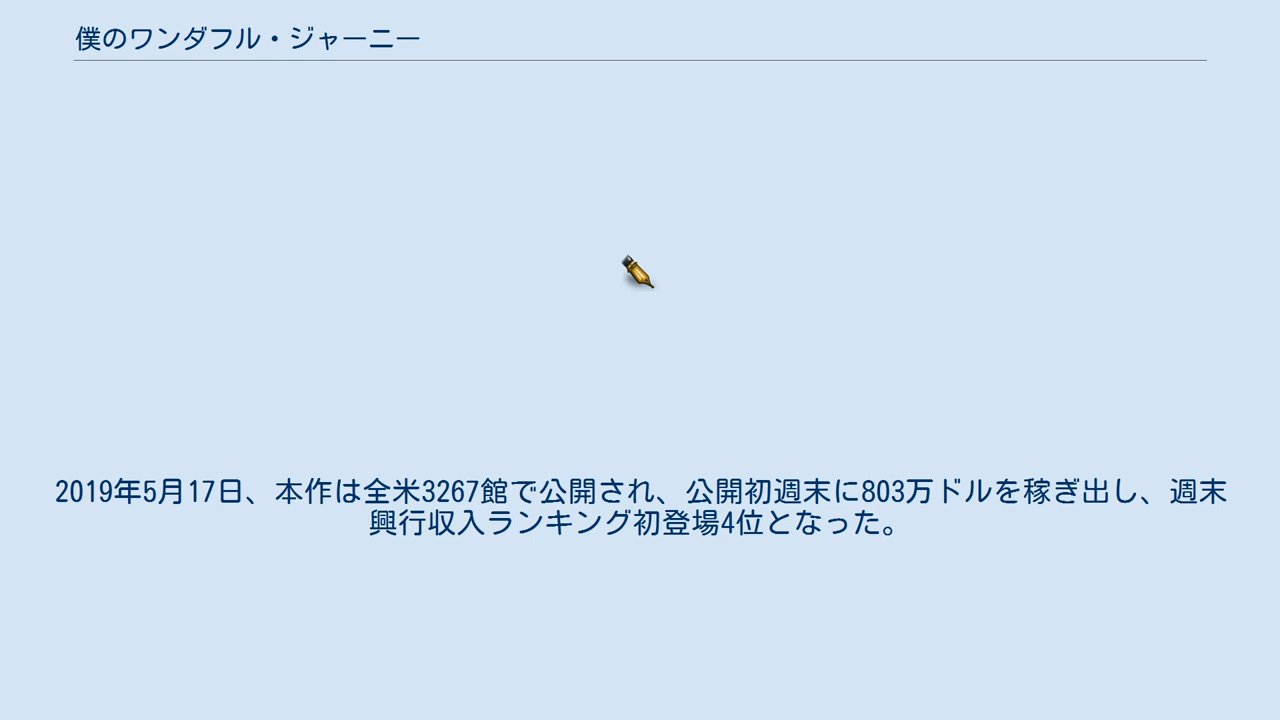 僕のワンダフル・ジャーニー
2019年5月17日、本作は全米3267館で公開され、公開初週末に803万ドルを稼ぎ出し、週末
興行収入ランキング初登場4位となった。